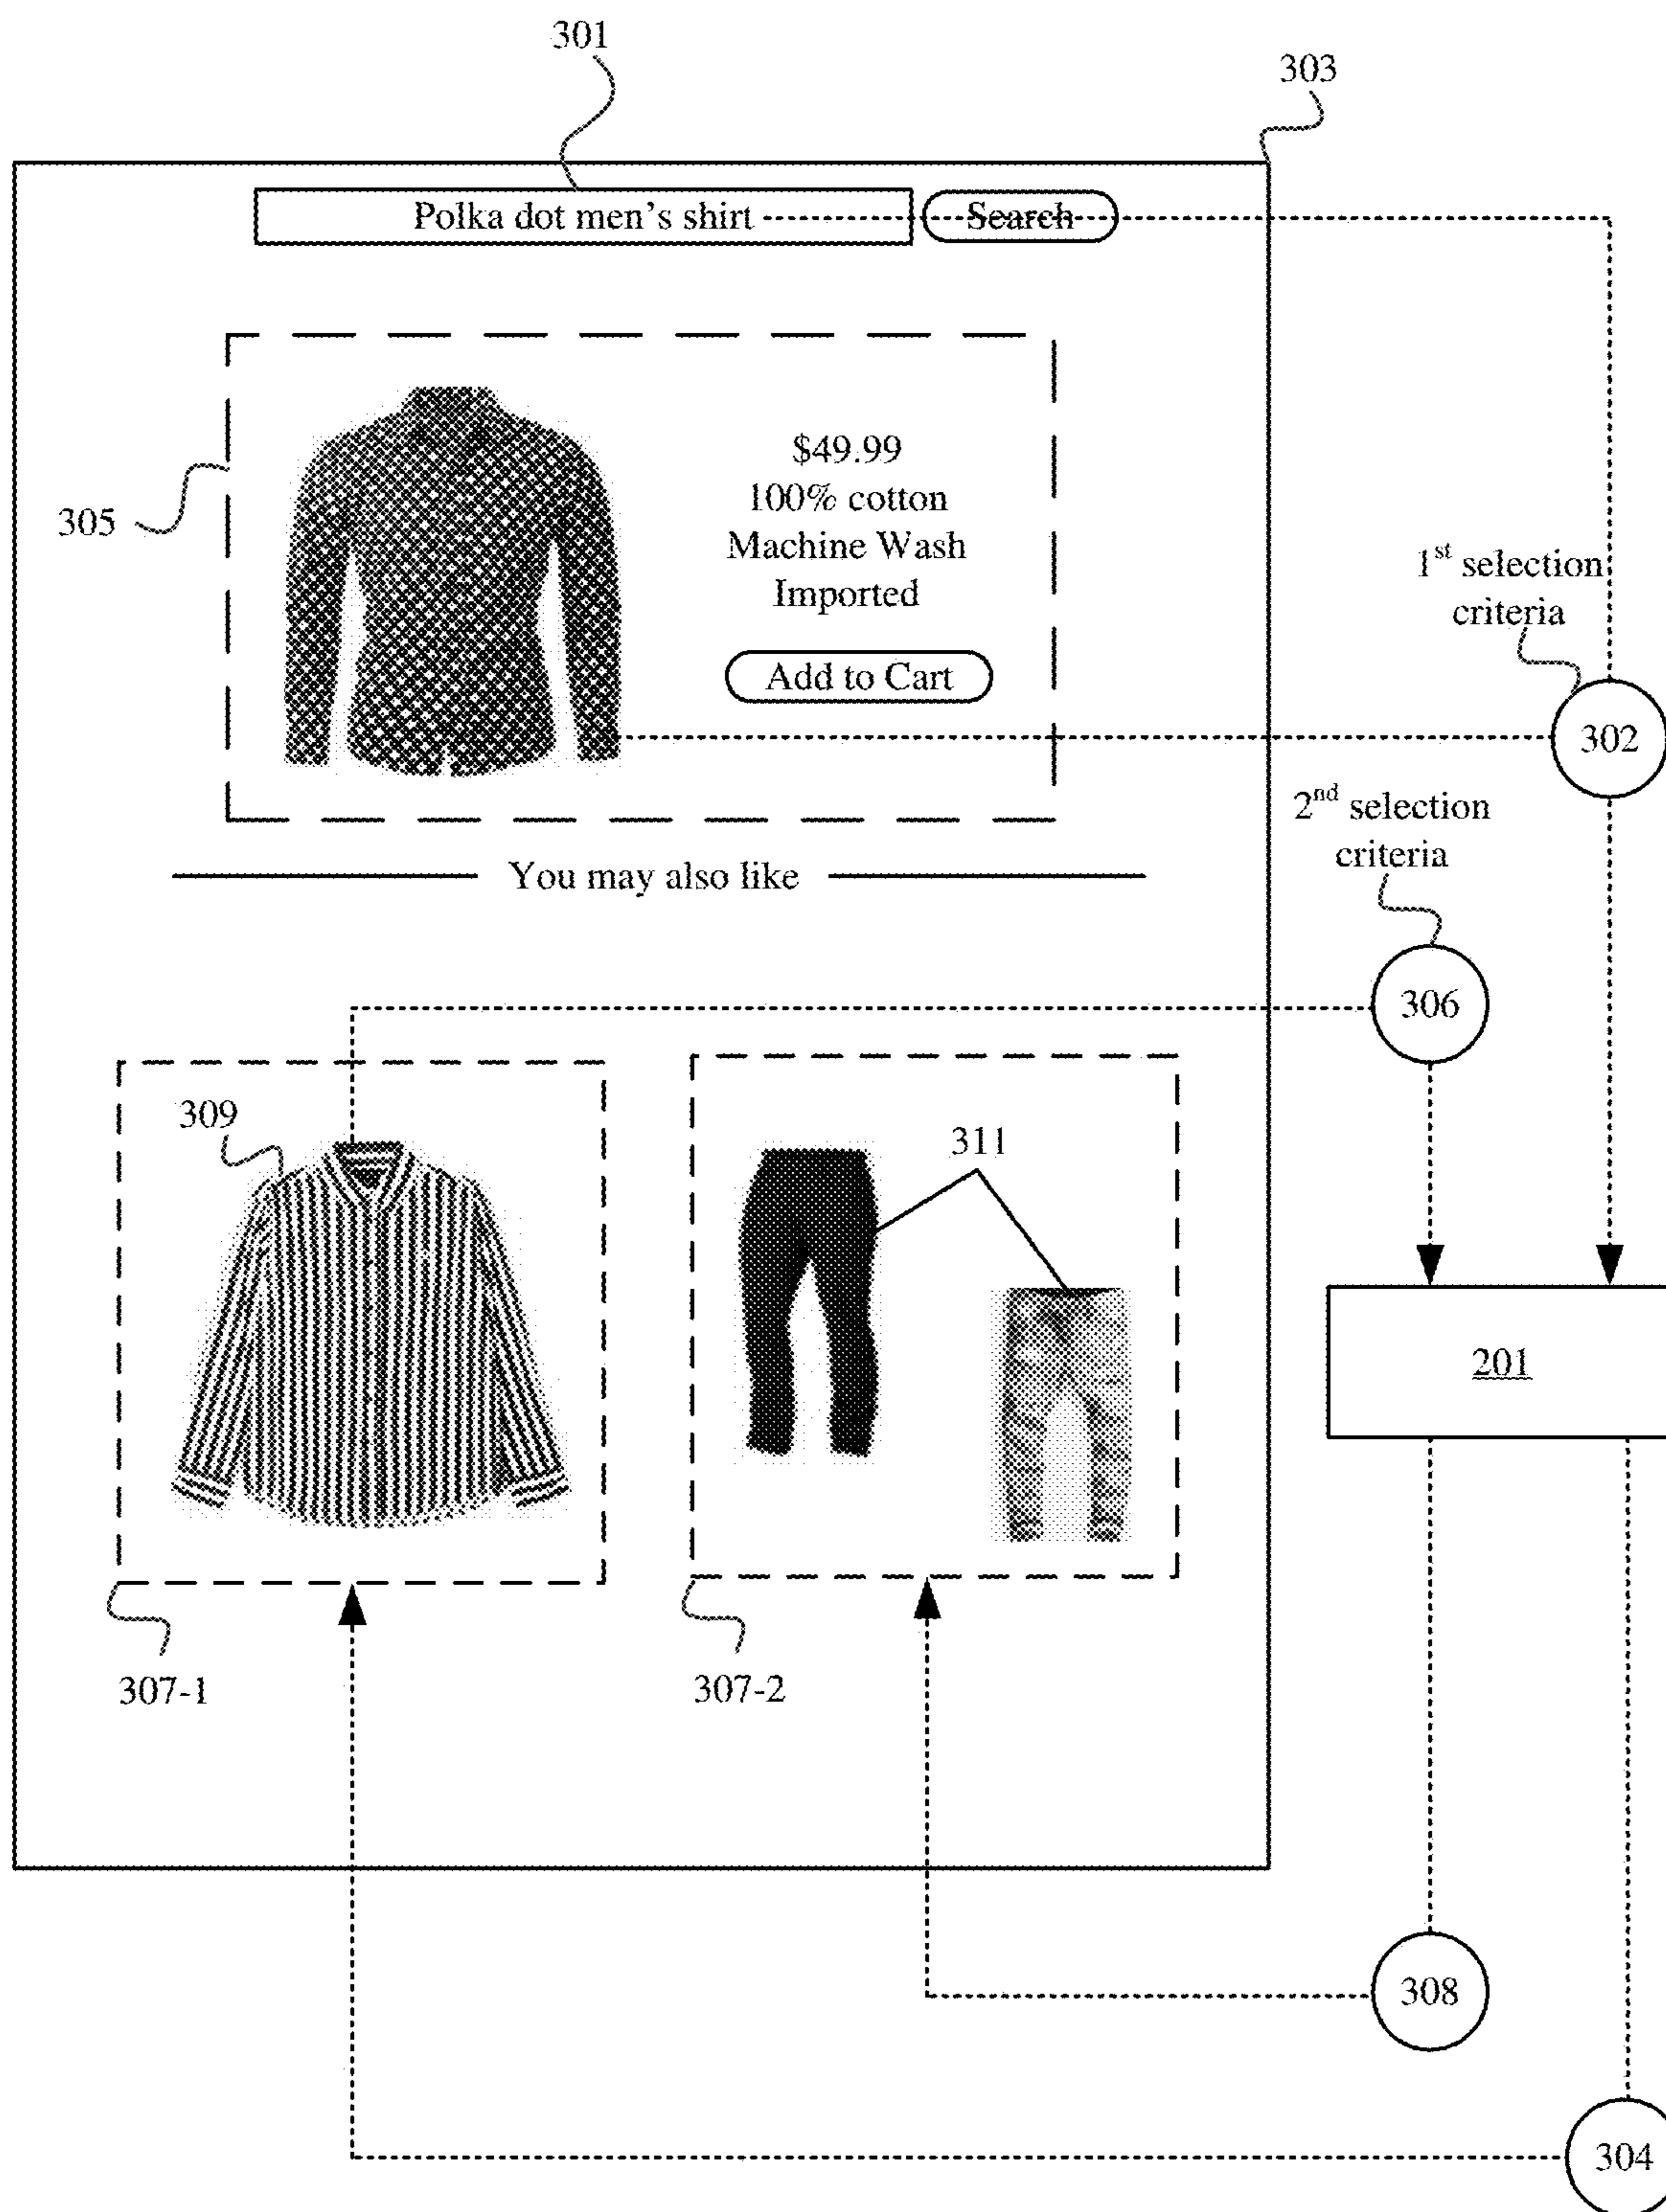 301
303
Polka dot men's shirt
Search
305
$49.99
100% cotton
Machine Wash
Imported
Add to Cart
1st selection
criteria
302
2nd selection
criteria
You may also like
306
309
311
201
307-1
307-2
308
304